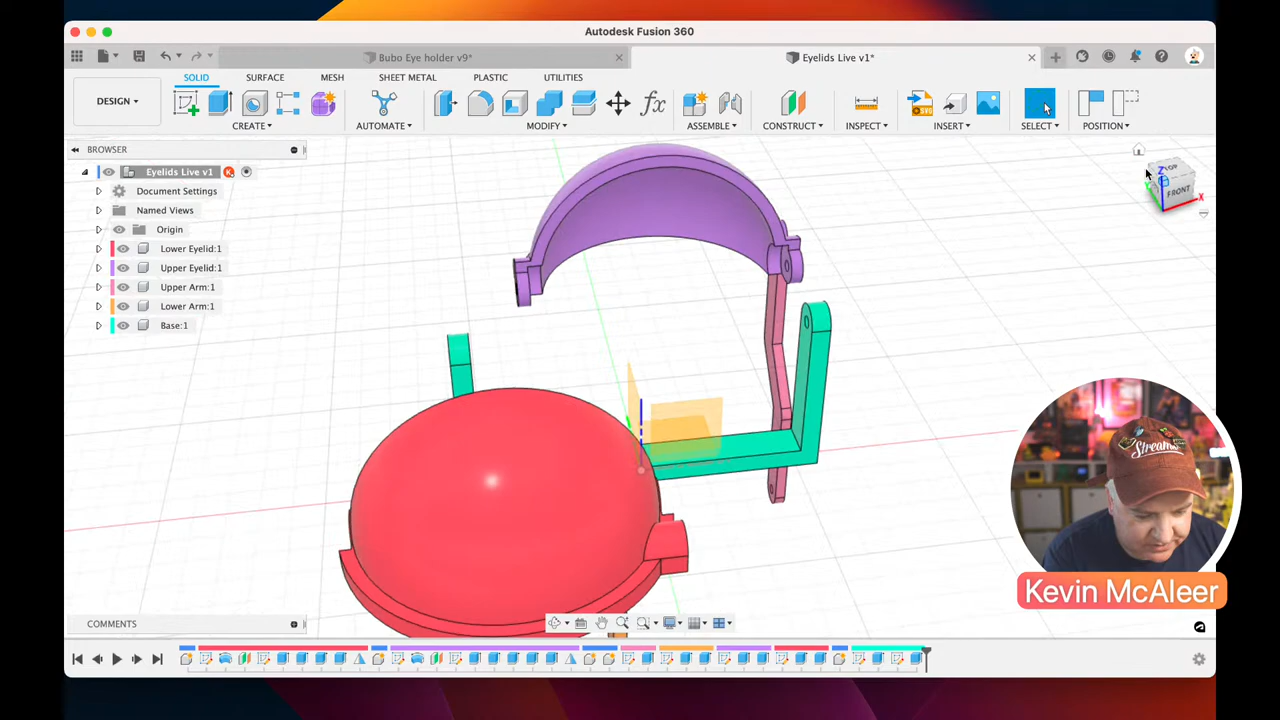 Autodesk Fusion 360
Bubo Eye holder v9*
Eyelids Live v1*
DESIGN
SOLID
SURFACE
MESH
SHEET METAL
PLASTIC
UTILITIES
CREATE
AUTOMATE
MODIFY
ASSEMBLE
CONSTRUCT
INSPECT
INSERT
SELECT
POSITION
BROWSER
Eyelids Live v1
Document Settings
Named Views
Origin
Lower Eyelid:1
Upper Eyelid:1
Upper Arm:1
Lower Arm:1
Base:1
Z
FRONT
X
Streams
Kevin McAleer
COMMENTS